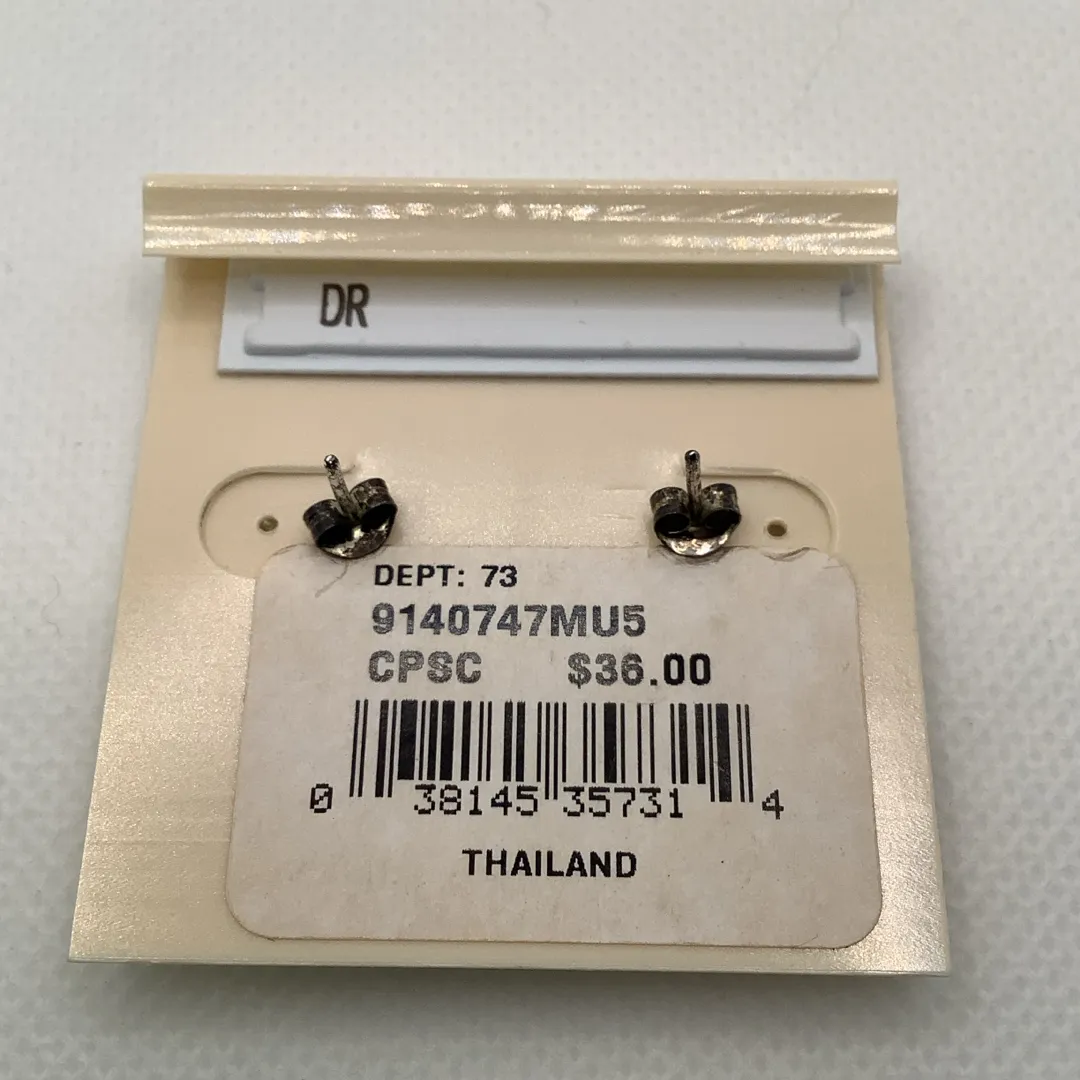 DR
DEPT: 73
9140747MU5
CPSC $36.00
0 38145 35731 4
THAILAND